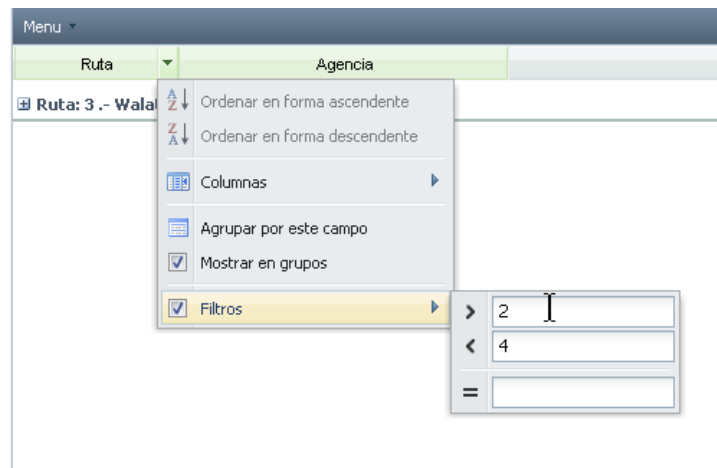 Menu
Ruta Agencia
Ruta: 3 .- Wala
Ordenar en forma ascendente
Ordenar en forma descendente
Columnas
Agrupar por este campo
Mostrar en grupos
Filtros
> 2
< 4
=